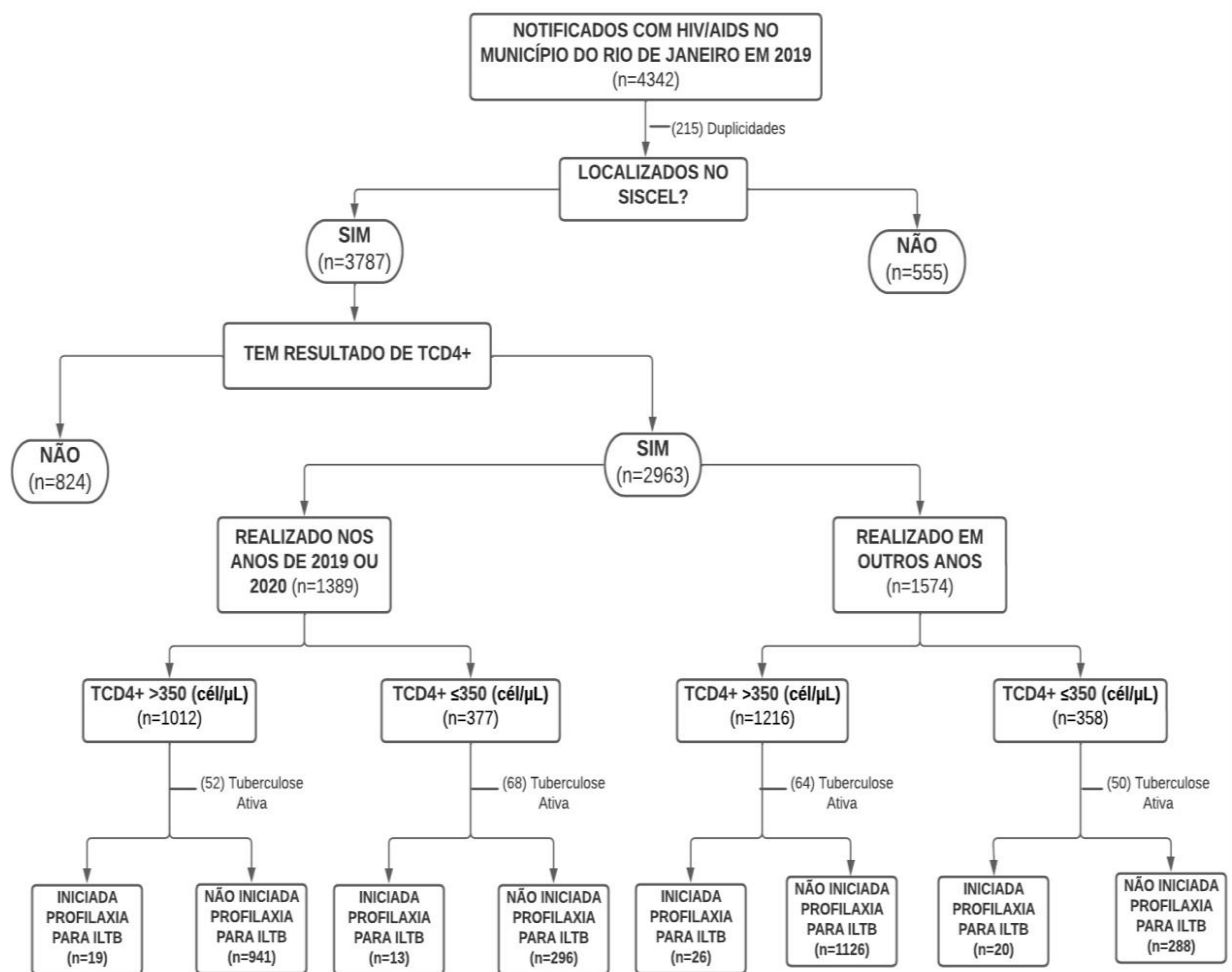 NOTIFICADOS COM HIV/AIDS NO
MUNICÍPIO DO RIO DE JANEIRO EM 2019
(n=4342)
(215) Duplicidades
LOCALIZADOS NO
SISCEL?
SIM
(n=3787)
NÃO
(n=555)
TEM RESULTADO DE TCD4+
NÃO
(n=824)
SIM
(n=2963)
REALIZADO NOS
ANOS DE 2019 OU
2020 (n=1389)
REALIZADO EM
OUTROS ANOS
(n=1574)
TCD4+ >350 (cél/µL)
(n=1012)
TCD4+ ≤350 (cél/µL)
(n=377)
TCD4+ >350 (cél/µL)
(n=1216)
TCD4+ ≤350 (cél/µL)
(n=358)
(52) Tuberculose
Ativa
(68) Tuberculose
Ativa
(64) Tuberculose
Ativa
(50) Tuberculose
Ativa
INICIADA
PROFILAXIA
PARA ILTB
(n=19)
NÃO INICIADA
PROFILAXIA
PARA ILTB
(n=941)
INICIADA
PROFILAXIA
PARA ILTB
(n=13)
NÃO INICIADA
PROFILAXIA
PARA ILTB
(n=296)
INICIADA
PROFILAXIA
PARA ILTB
(n=26)
NÃO INICIADA
PROFILAXIA
PARA ILTB
(n=1126)
INICIADA
PROFILAXIA
PARA ILTB
(n=20)
NÃO INICIADA
PROFILAXIA
PARA ILTB
(n=288)